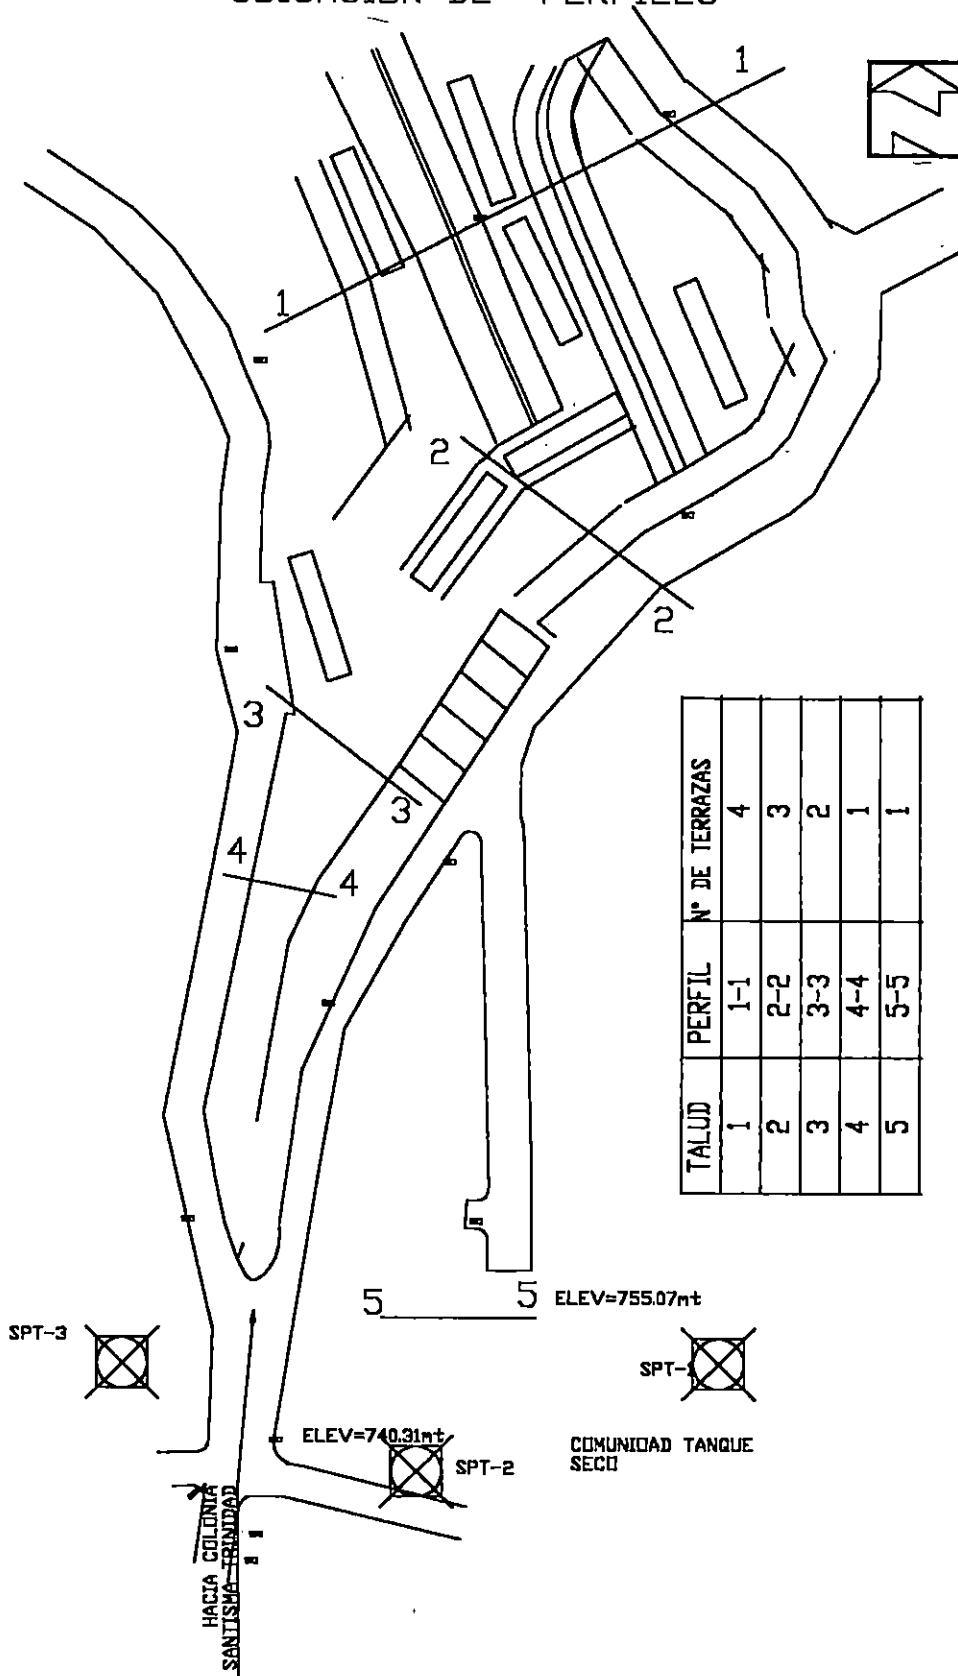 1
1
2
2
3
3
4
4
TALUD PERFIL N° DE TERRAZAS
1 1-1 4
2 2-2 3
3 3-3 2
4 4-4 1
5 5-5 1
5
5
ELEV=755.07mt
SPT-3
SPT-
ELEV=740.31mt
SPT-2
COMUNIDAD TANQUE
SECO
HACIA COLONIA
SANTISMA TRINIDAD